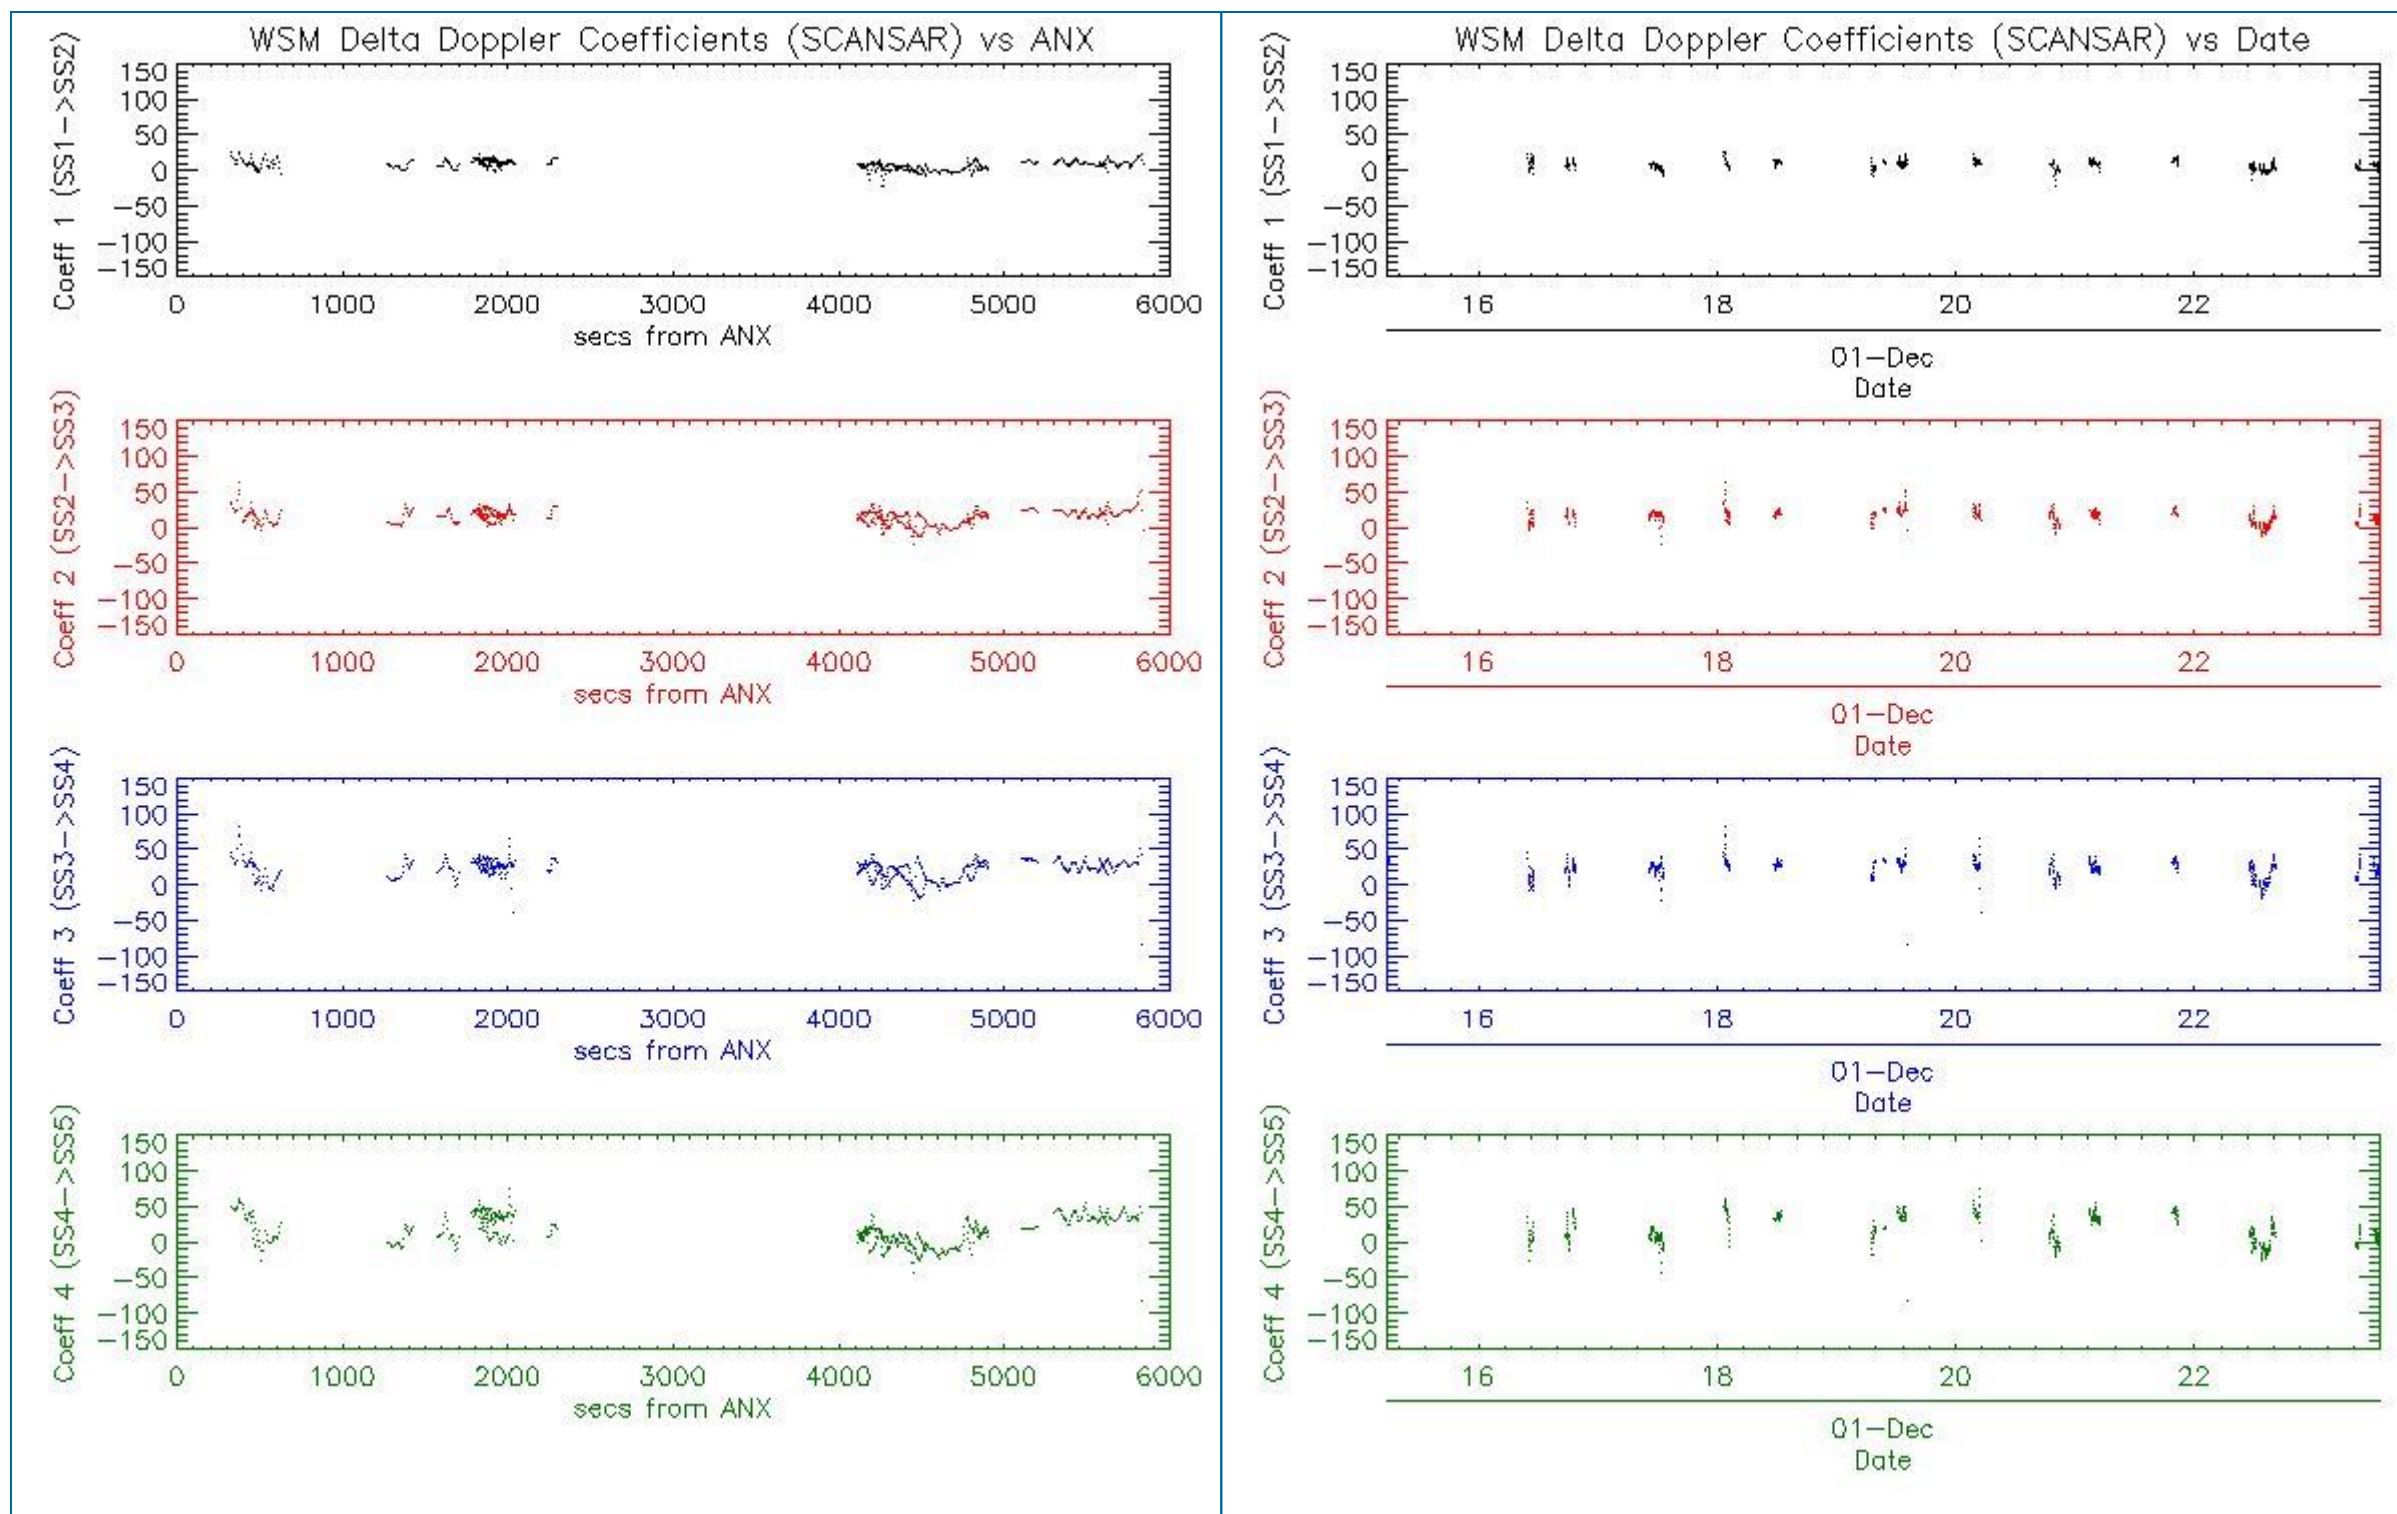 WSM Delta Doppler Coefficients (SCANSAR) vs ANX
Coeff 1 (SS1->SS2)
150
100
50
0
-50
-100
-150
0 1000 2000 3000 4000 5000 6000
secs from ANX
Coeff 2 (SS2->SS3)
150
100
50
0
-50
-100
-150
0 1000 2000 3000 4000 5000 6000
secs from ANX
Coeff 3 (SS3->SS4)
150
100
50
0
-50
-100
-150
0 1000 2000 3000 4000 5000 6000
secs from ANX
Coeff 4 (SS4->SS5)
150
100
50
0
-50
-100
-150
0 1000 2000 3000 4000 5000 6000
secs from ANX
WSM Delta Doppler Coefficients (SCANSAR) vs Date
Coeff 1 (SS1->SS2)
150
100
50
0
-50
-100
-150
16 18 20 22
01-Dec
Date
Coeff 2 (SS2->SS3)
150
100
50
0
-50
-100
-150
16 18 20 22
01-Dec
Date
Coeff 3 (SS3->SS4)
150
100
50
0
-50
-100
-150
16 18 20 22
01-Dec
Date
Coeff 4 (SS4->SS5)
150
100
50
0
-50
-100
-150
16 18 20 22
01-Dec
Date